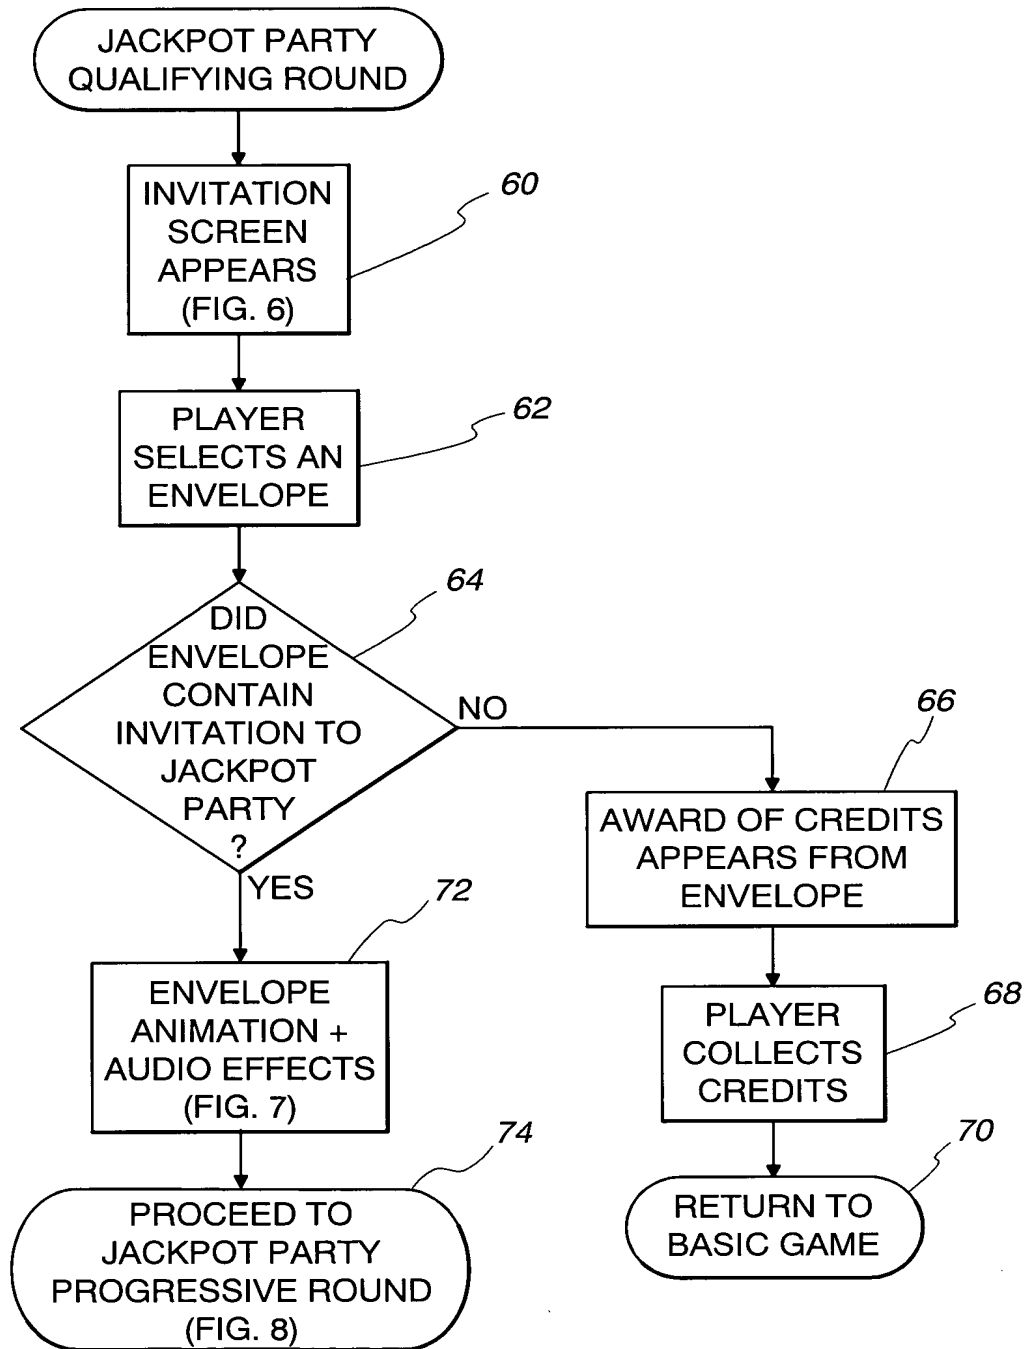 JACKPOT PARTY
QUALIFYING ROUND
INVITATION
SCREEN
APPEARS
(FIG. 6)
60
PLAYER
SELECTS AN
ENVELOPE
62
DID
ENVELOPE
CONTAIN
INVITATION TO
JACKPOT
PARTY
?
64
NO
YES
66
AWARD OF CREDITS
APPEARS FROM
ENVELOPE
72
ENVELOPE
ANIMATION +
AUDIO EFFECTS
(FIG. 7)
68
PLAYER
COLLECTS
CREDITS
74
PROCEED TO
JACKPOT PARTY
PROGRESSIVE ROUND
(FIG. 8)
70
RETURN TO
BASIC GAME